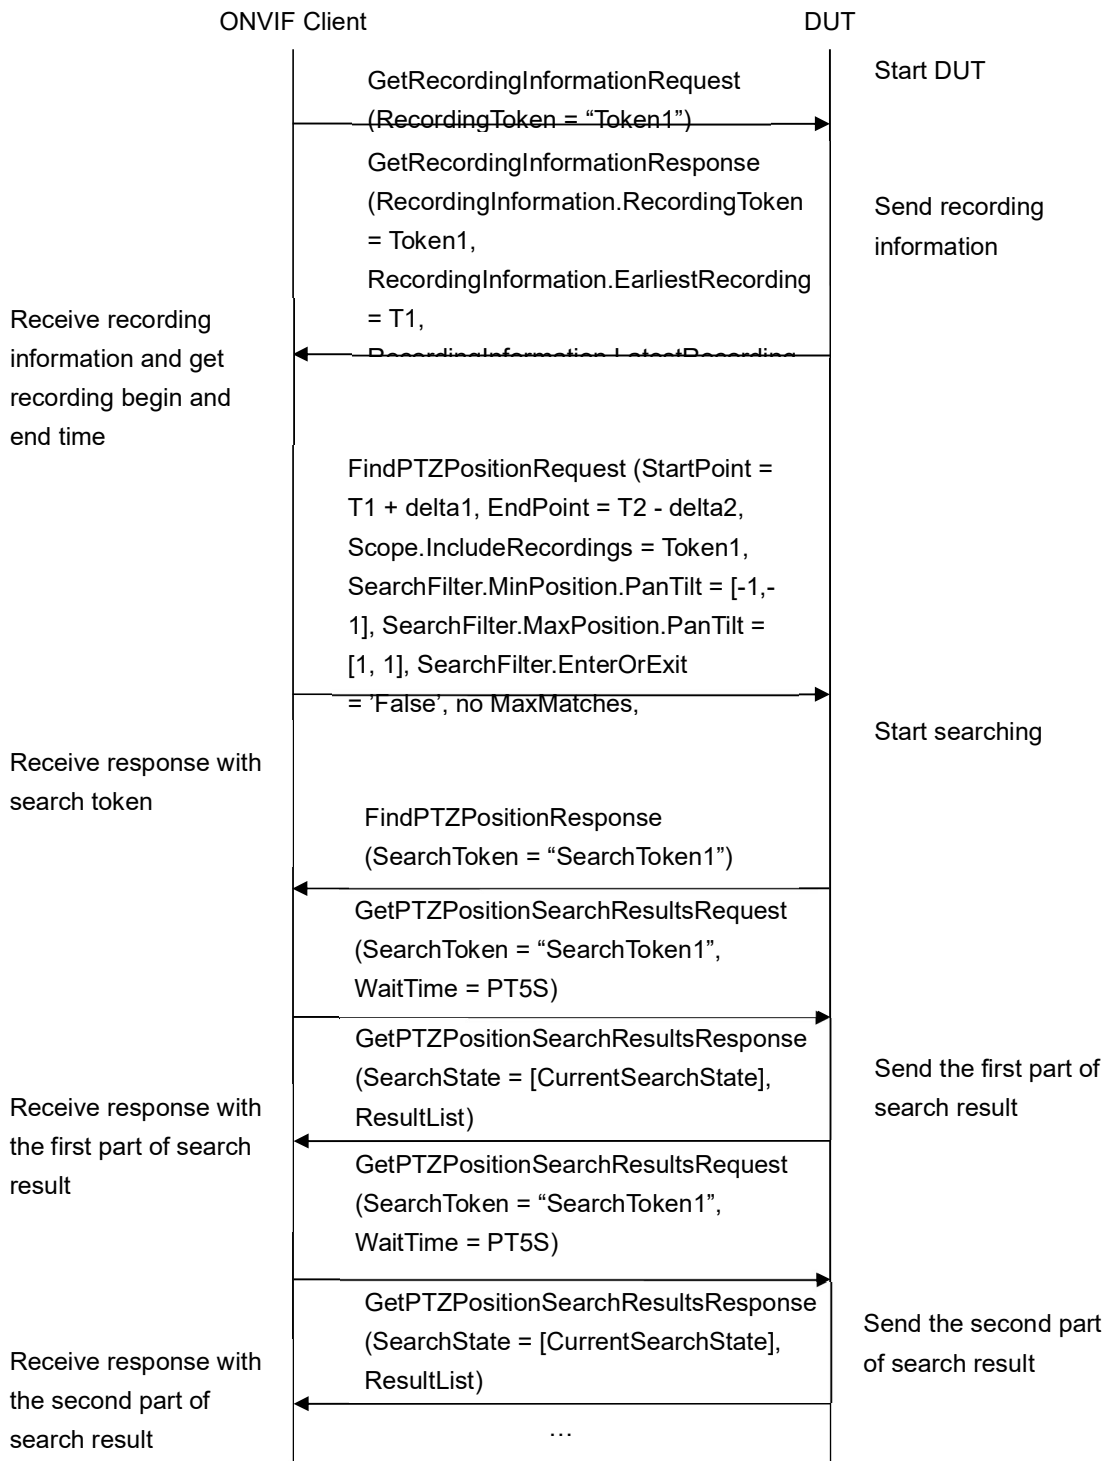 ONVIF Client
DUT
Start DUT
GetRecordingInformationRequest
(RecordingToken = “Token1”)
GetRecordingInformationResponse
(RecordingInformation.RecordingToken
= Token1,
RecordingInformation.EarliestRecording
= T1,
RecordingInformation.LatestRecording
Send recording
information
Receive recording
information and get
recording begin and
end time
FindPTZPositionRequest (StartPoint =
T1 + delta1, EndPoint = T2 - delta2,
Scope.IncludeRecordings = Token1,
SearchFilter.MinPosition.PanTilt = [-1,-
1], SearchFilter.MaxPosition.PanTilt =
[1, 1], SearchFilter.EnterOrExit
= ’False’, no MaxMatches,
Start searching
Receive response with
search token
FindPTZPositionResponse
(SearchToken = “SearchToken1”)
GetPTZPositionSearchResultsRequest
(SearchToken = “SearchToken1”,
WaitTime = PT5S)
GetPTZPositionSearchResultsResponse
(SearchState = [CurrentSearchState],
ResultList)
Send the first part of
search result
Receive response with
the first part of search
result
GetPTZPositionSearchResultsRequest
(SearchToken = “SearchToken1”,
WaitTime = PT5S)
GetPTZPositionSearchResultsResponse
(SearchState = [CurrentSearchState],
ResultList)
Send the second part
of search result
Receive response with
the second part of
search result
…